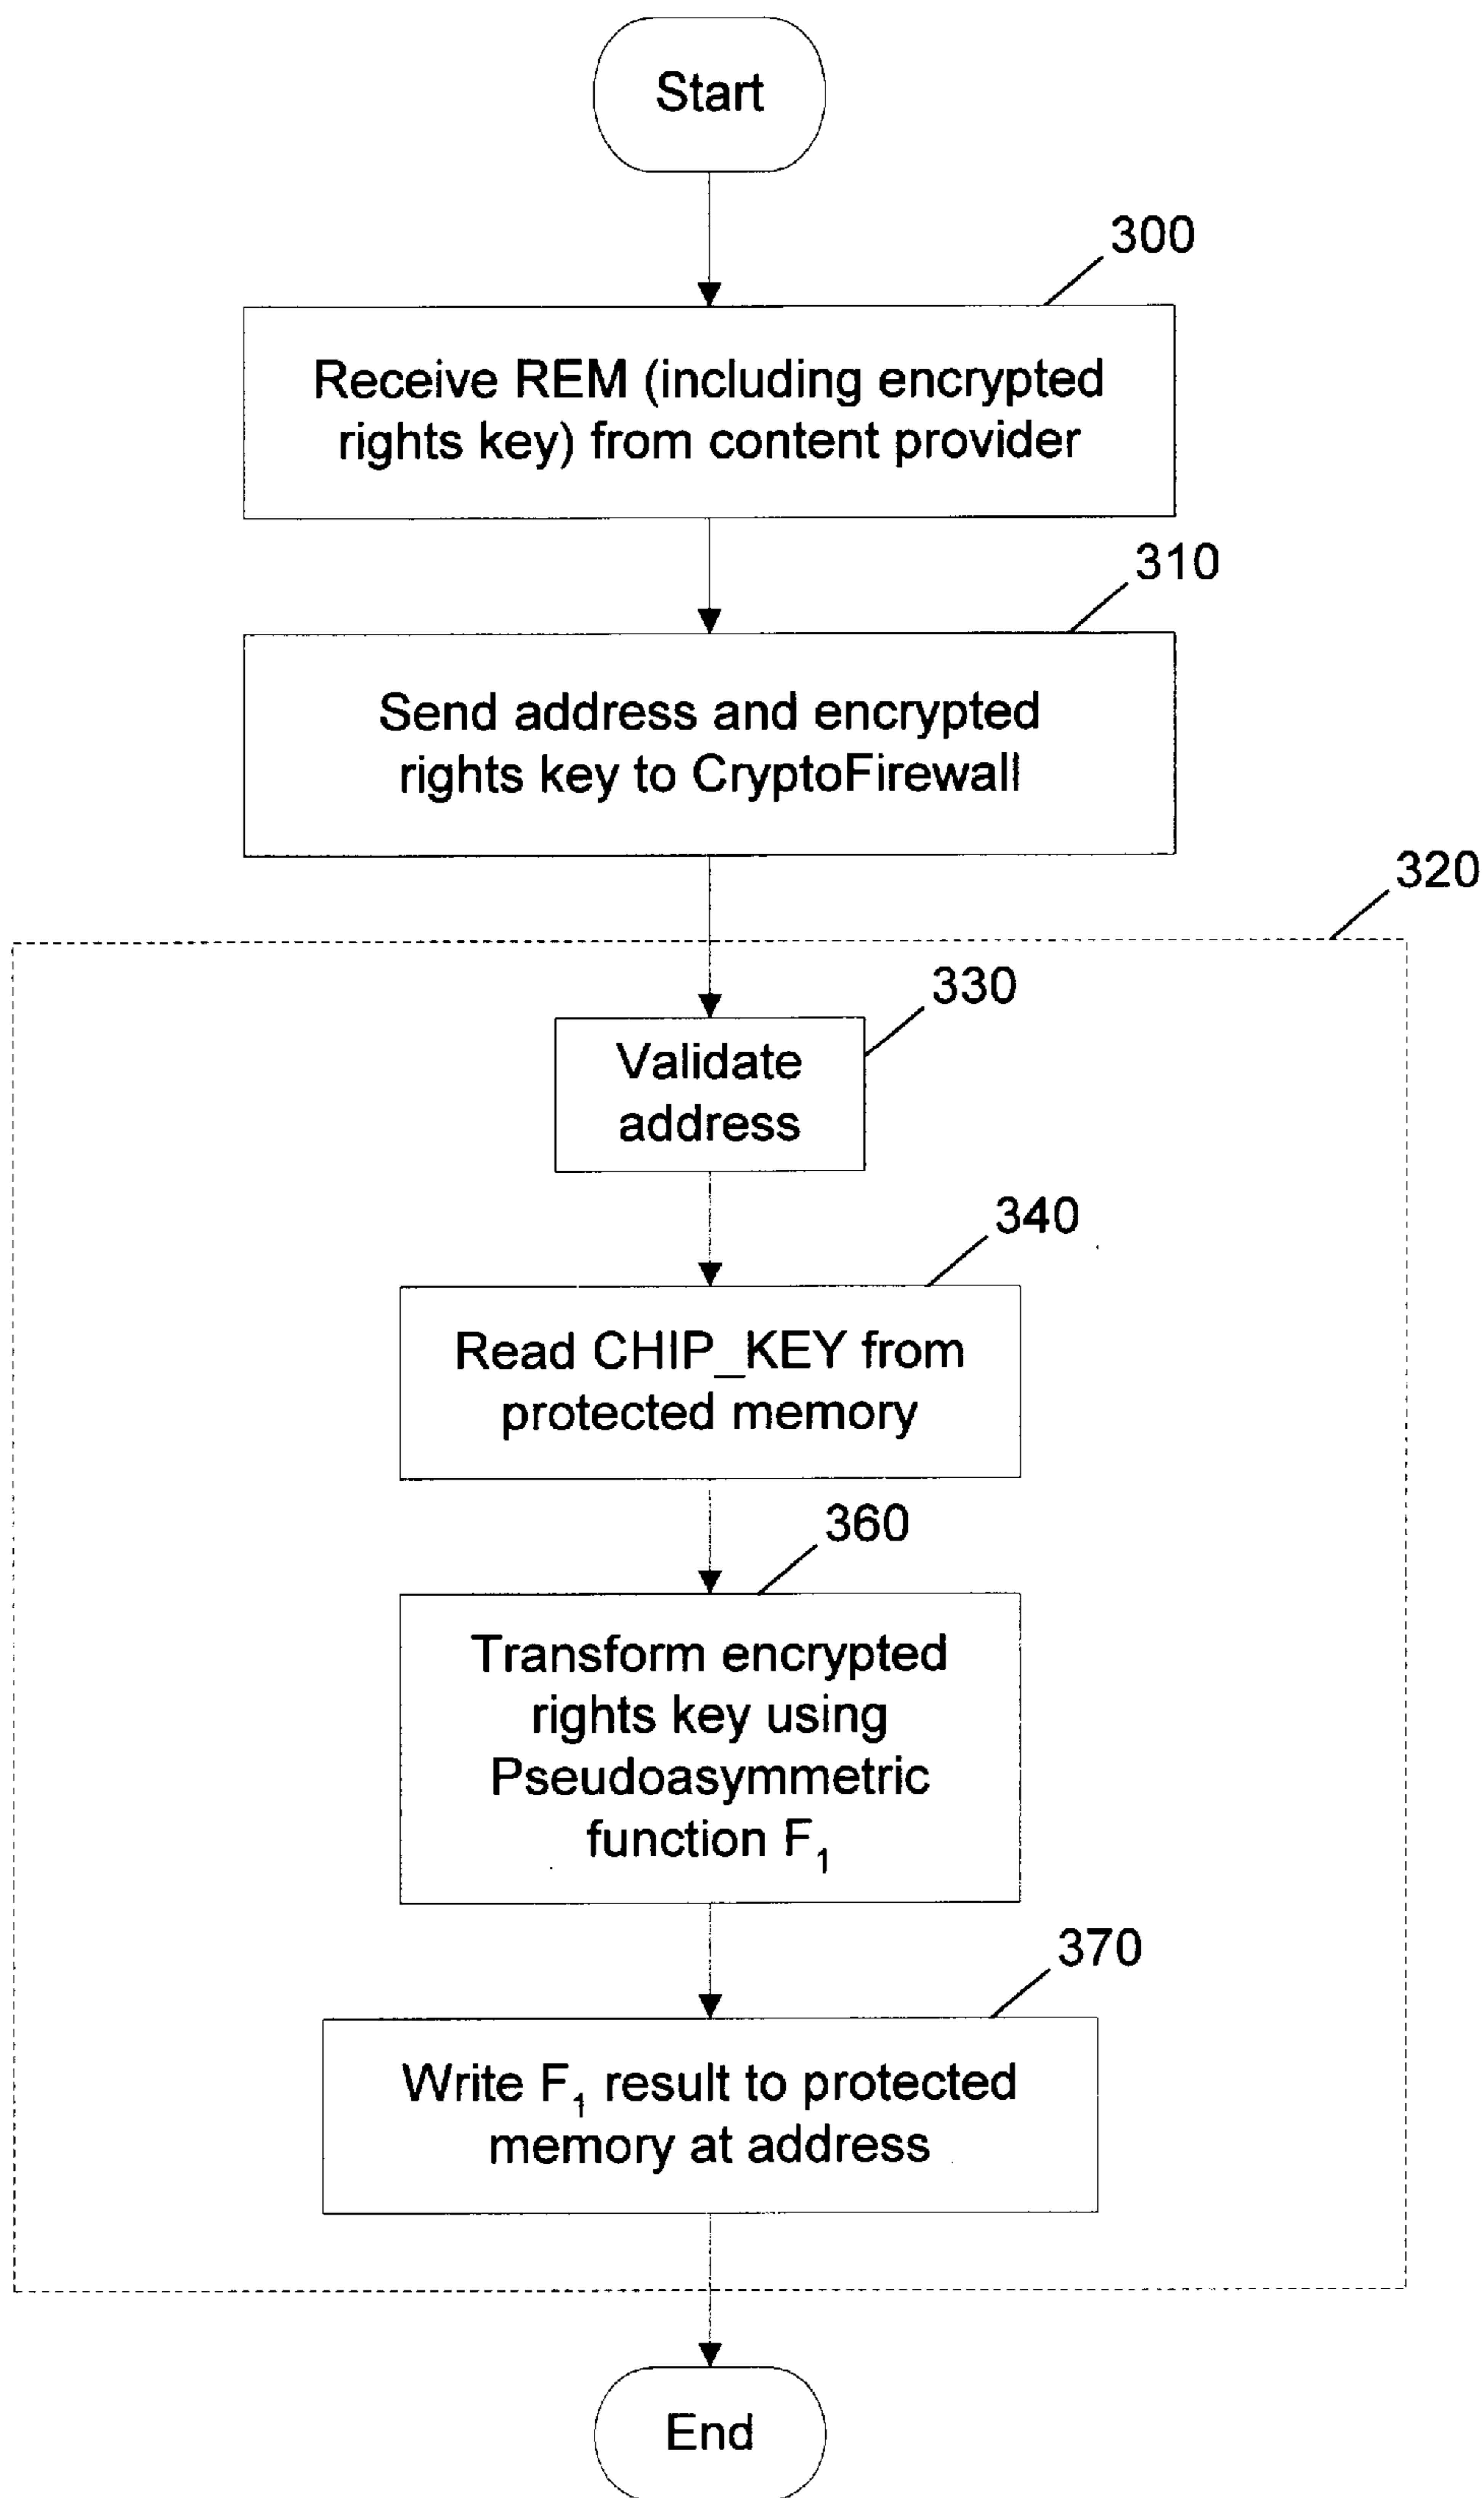 Start
300
Receive REM (including encrypted
rights key) from content provider
310
Send address and encrypted
rights key to CryptoFirewall
320
330
Validate
address
340
Read CHIP_KEY from
protected memory
360
Transform encrypted
rights key using
Pseudoasymmetric
function F₁
370
Write F₁ result to protected
memory at address
End